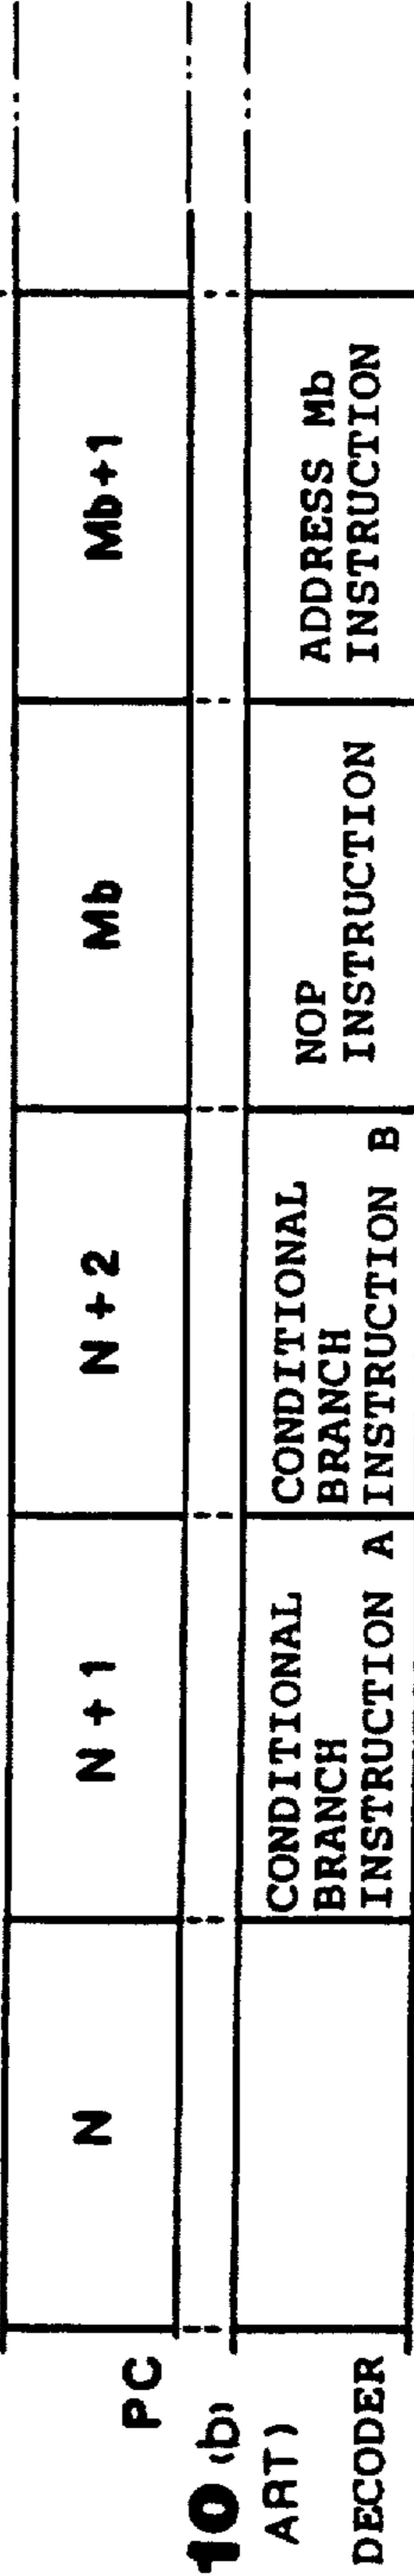 PC
N
N+1
N+2
Mb
Mb+1
10 (b)
ART)
DECODER
CONDITIONAL
BRANCH
INSTRUCTION A
CONDITIONAL
BRANCH
INSTRUCTION B
NOP
INSTRUCTION
ADDRESS Mb
INSTRUCTION